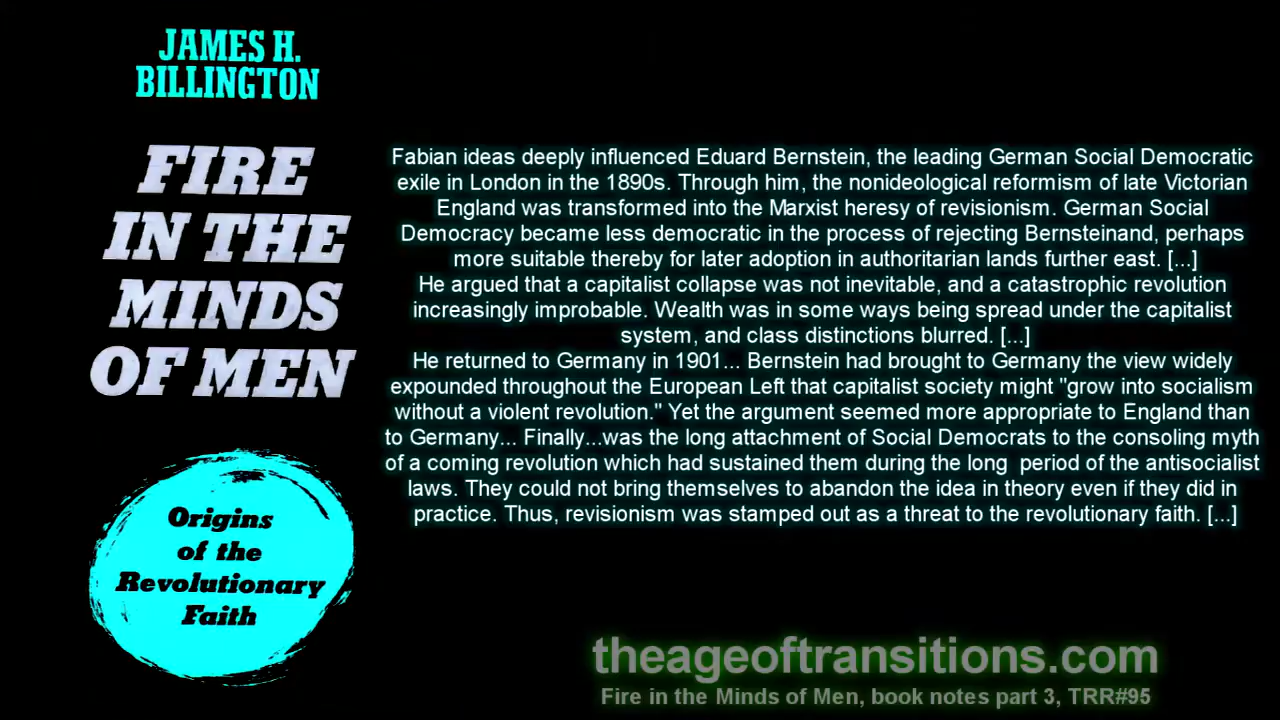 JAMES H.
BILLINGTON
FIRE
IN THE
MINDS
OF MEN
Origins
of the
Revolutionary
Faith
Fabian ideas deeply influenced Eduard Bernstein, the leading German Social Democratic
exile in London in the 1890s. Through him, the nonideological reformism of late Victorian
England was transformed into the Marxist heresy of revisionism. German Social
Democracy became less democratic in the process of rejecting Bernsteinand, perhaps
more suitable thereby for later adoption in authoritarian lands further east. [...]
He argued that a capitalist collapse was not inevitable, and a catastrophic revolution
increasingly improbable. Wealth was in some ways being spread under the capitalist
system, and class distinctions blurred. [...]
He returned to Germany in 1901... Bernstein had brought to Germany the view widely
expounded throughout the European Left that capitalist society might "grow into socialism
without a violent revolution." Yet the argument seemed more appropriate to England than
to Germany... Finally...was the long attachment of Social Democrats to the consoling myth
of a coming revolution which had sustained them during the long  period of the antisocialist
laws. They could not bring themselves to abandon the idea in theory even if they did in
practice. Thus, revisionism was stamped out as a threat to the revolutionary faith. [...]
theageoftransitions.com
Fire in the Minds of Men, book notes part 3, TRR#95